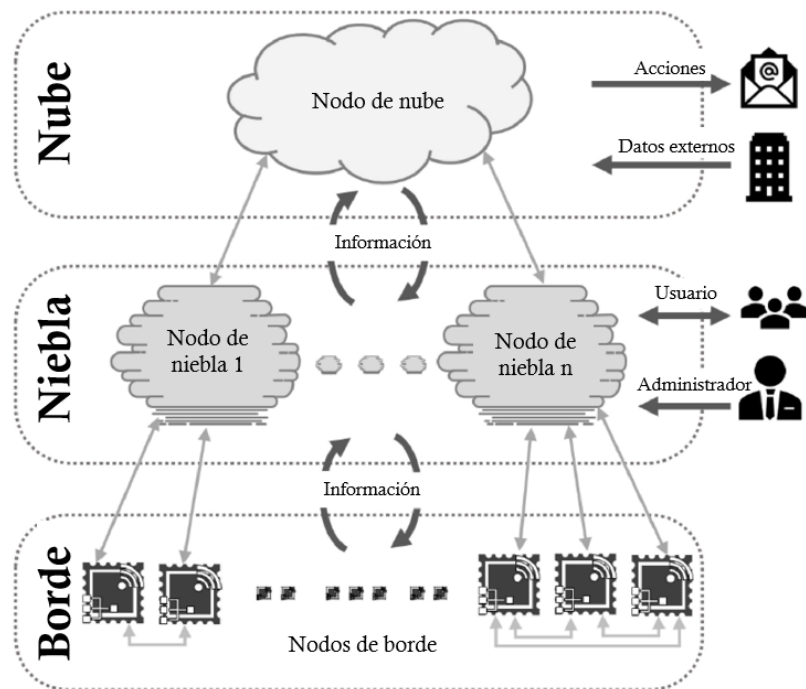 Nube
Nodo de nube
Acciones
@
Datos externos
Información
Niebla
Nodo de
niebla 1
Nodo de
niebla n
Usuario
Administrador
Información
Borde
Nodos de borde